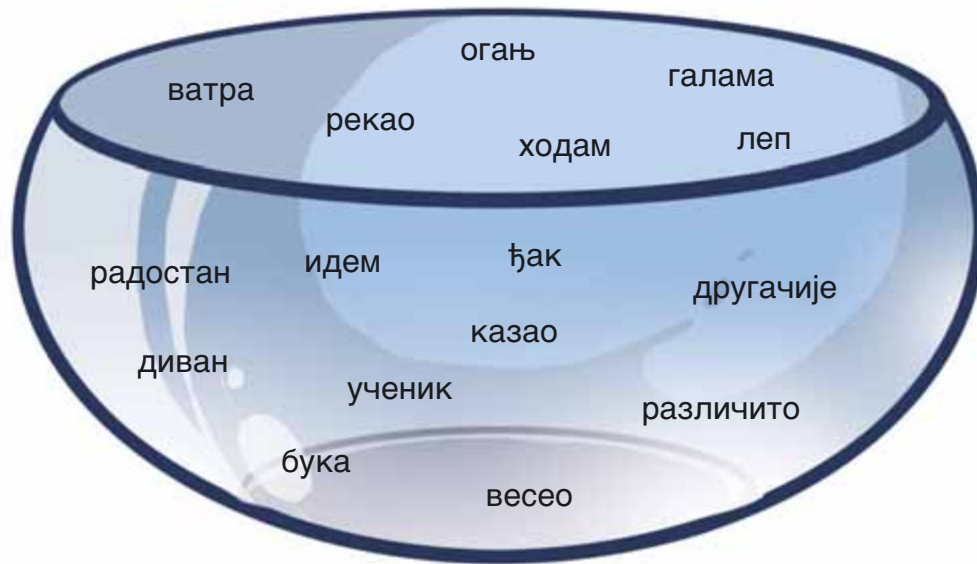 огањ
галама
ватра
рекао
ходам
леп
ђак
идем
радостан
другачије
казао
диван
ученик
различито
бука
весео